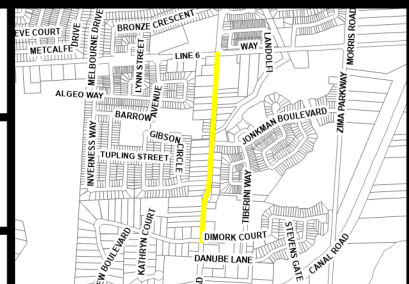 EVE COURT
METCALFE
DRIVE
MELBOURNE DRIVE
BRONZE CRESCENT
LYNN STREET
LINE 6
WAY
LANDOLFI
MORRIS ROAD
ALGEO WAY
AVENUE
BARROW
ZIMA PARKWAY
GIBSON
CIRCLE
JONKMAN BOULEVARD
INVERNESS WAY
TUPLING STREET
TIBERINI WAY
KATHRYN COURT
EW BOULEVARD
DIMORK COURT
DANUBE LANE
STEVENS GATE
CANAL ROAD
AD